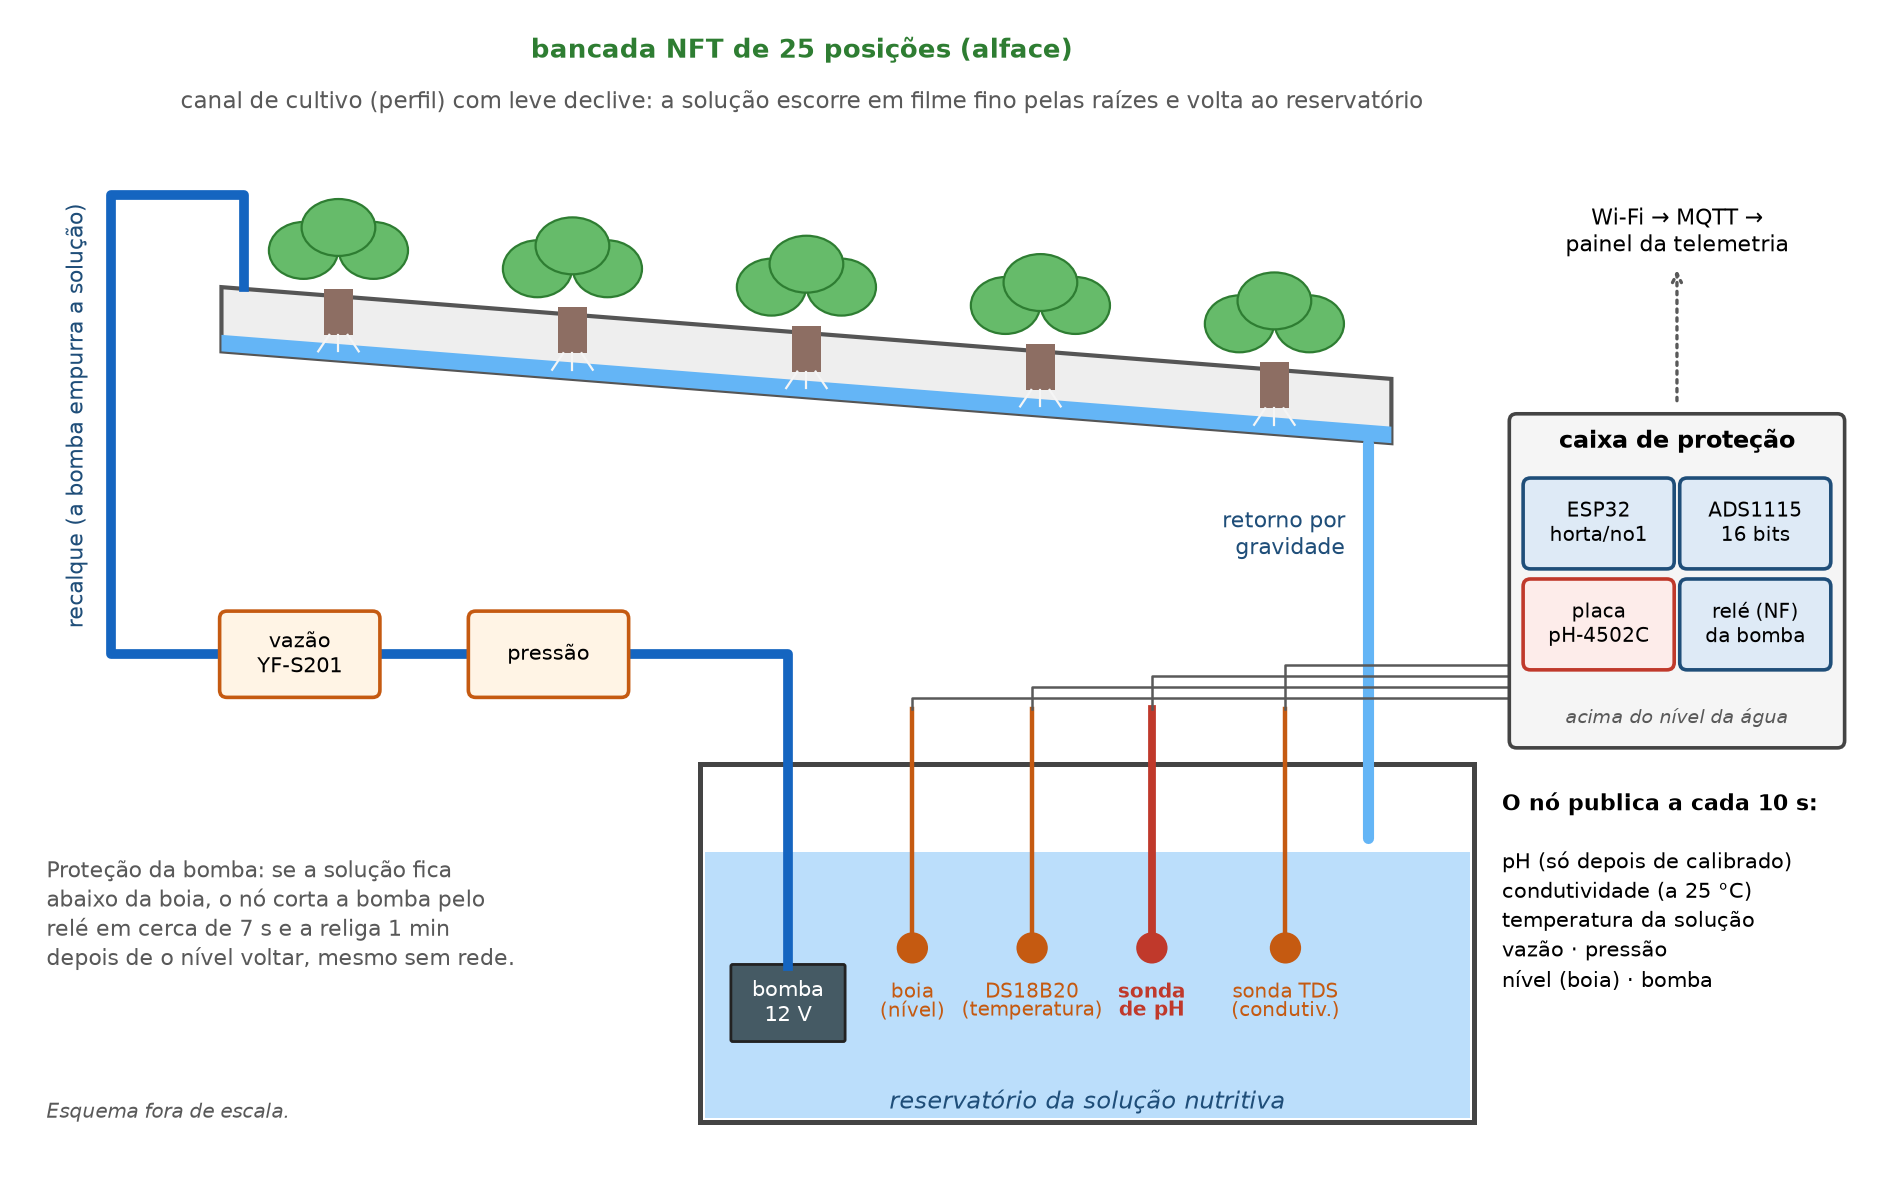 bancada NFT de 25 posições (alface)
canal de cultivo (perfil) com leve declive: a solução escorre em filme fino pelas raízes e volta ao reservatório
recalque (a bomba empurra a solução)
Wi-Fi → MQTT →
painel da telemetria
caixa de proteção
ESP32
horta/no1
ADS1115
16 bits
placa
pH-4502C
relé (NF)
da bomba
acima do nível da água
retorno por
gravidade
vazão
YF-S201
pressão
O nó publica a cada 10 s:
pH (só depois de calibrado)
condutividade (a 25 °C)
temperatura da solução
vazão · pressão
nível (boia) · bomba
Proteção da bomba: se a solução fica
abaixo da boia, o nó corta a bomba pelo
relé em cerca de 7 s e a religa 1 min
depois de o nível voltar, mesmo sem rede.
bomba
12 V
boia
(nível)
DS18B20
(temperatura)
sonda
de pH
sonda TDS
(condutiv.)
reservatório da solução nutritiva
Esquema fora de escala.